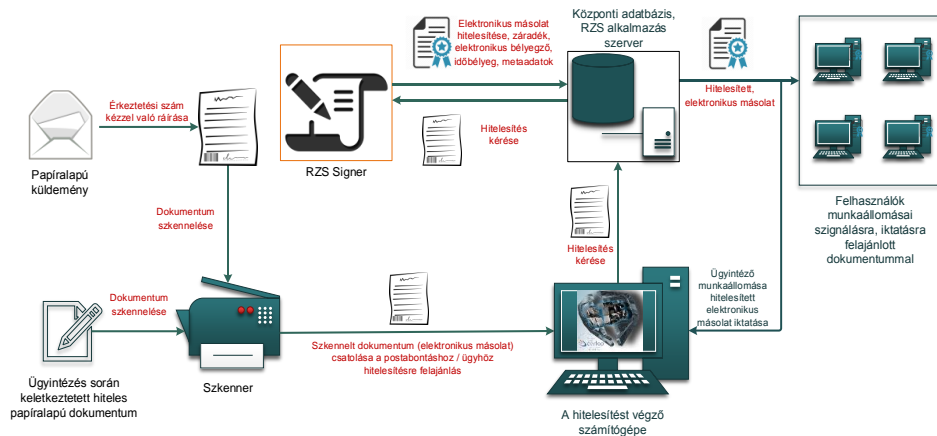 Elektronikus másolat
hitelesítése, záradék,
elektronikus bélyegző,
időbélyeg, metaadatok
Központi adatbázis,
RZS alkalmazás
szerver
Érkeztetési szám
kézzel való ráírása
Hitelesített,
elektronikus másolat
Hitelesítés
kérése
Papíralapú
küldemény
RZS Signer
Felhasználók
munkaállomásai
szignálásra, iktatásra
felajánlott
dokumentummal
Dokumentum
szkennelése
Hitelesítés
kérése
Ügyintéző
munkaállomása
hitelesített
elektronikus
másolat iktatása
Dokumentum
szkennelése
Szkennelt dokumentum (elektronikus másolat)
csatolása a postabontáshoz / ügyhöz
hitelesítésre felajánlás
Szkenner
Ügyintézés során
keletkeztetett hiteles
papíralapú dokumentum
A hitelesítést végző
számítógépe